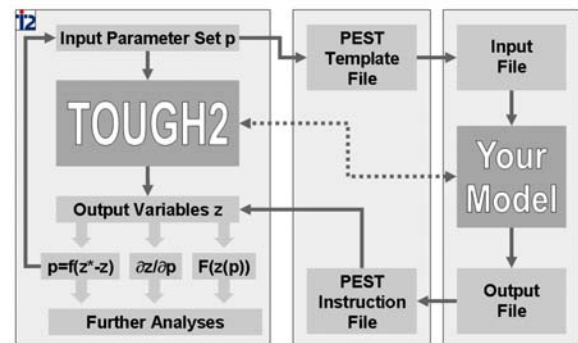 i2
Input Parameter Set p
TOUGH2
Output Variables z
p=f(z*-z)
∂z/∂p
F(z(p))
Further Analyses
PEST
Template
File
PEST
Instruction
File
Input
File
Your
Model
Output
File